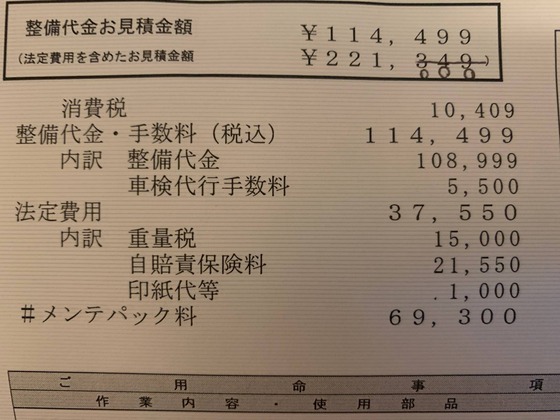 整備代金お見積金額 ￥114,499
(法定費用を含めたお見積金額 ￥221,349)
000
消費税 10,409
整備代金・手数料（税込） 114,499
内訳 整備代金 108,999
車検代行手数料 5,500
法定費用 37,550
内訳 重量税 15,000
自賠責保険料 21,550
印紙代等 1,000
#メンテパック料 69,300
ご用命事項
作業内容・使用部品